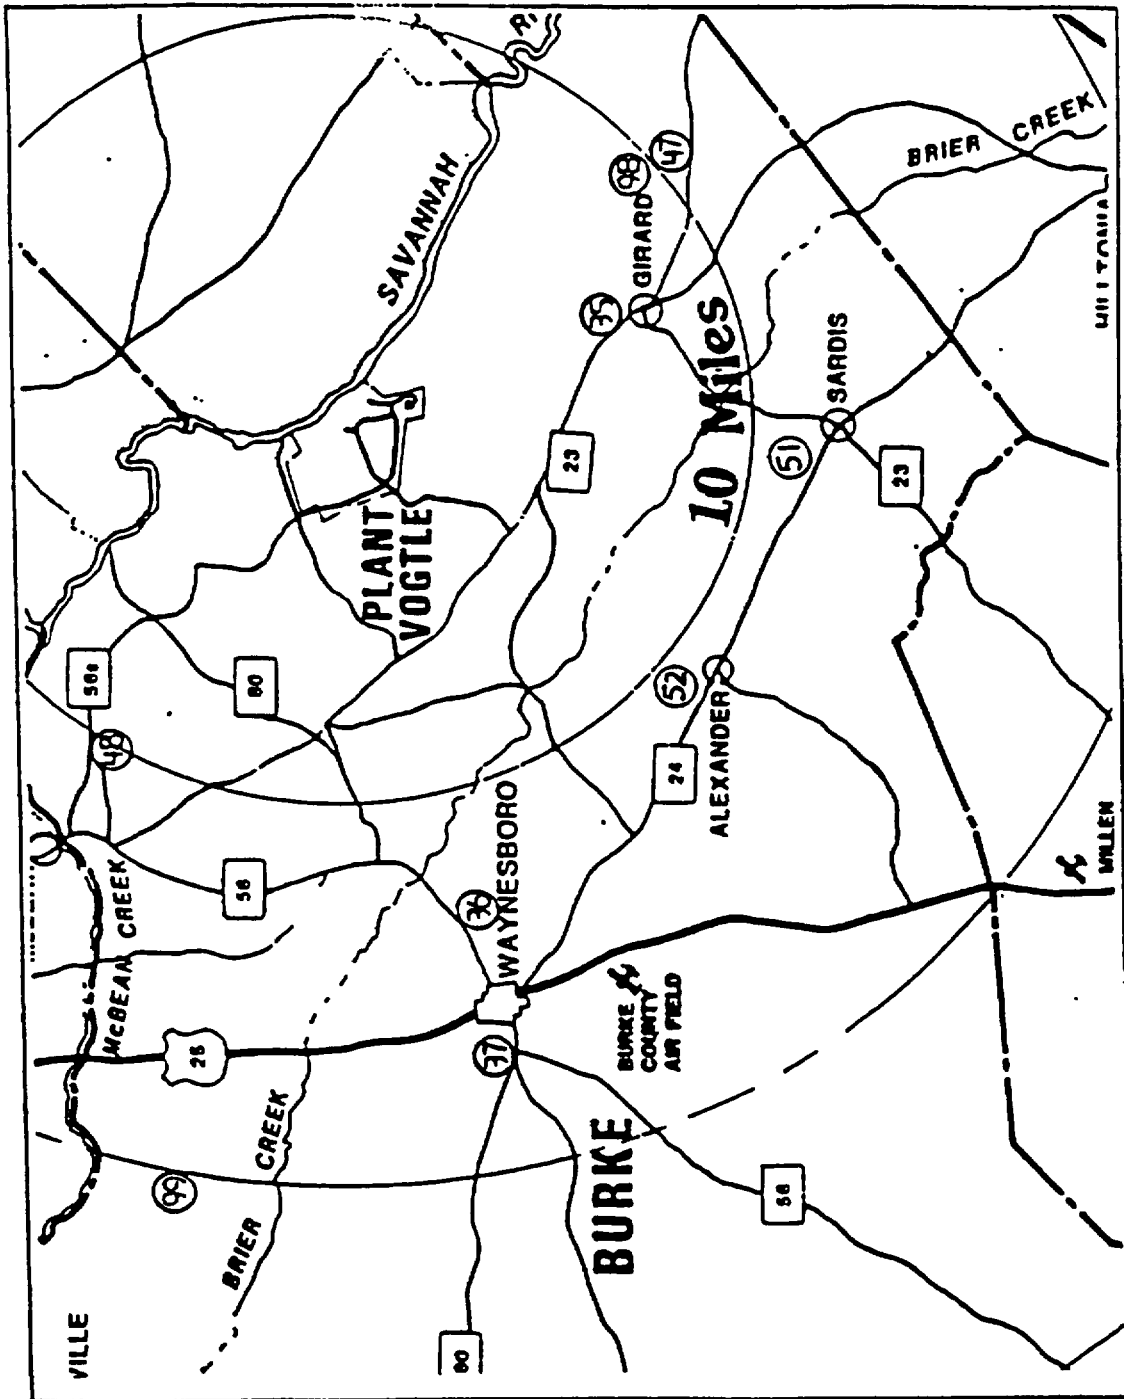 VILLE
McBEAN CREEK
SAVANNAH
RI
BRIER CREEK
BRIER CREEK
PLANT
VOGTLE
10 Miles
BURKE
WAYNESBORO
BURKE
COUNTY
AIR FIELD
ALEXANDER
SARDIS
GIRARD
MILLEN
99
48
37
36
35
98
47
52
51
80
56
25
56
80
24
23
23